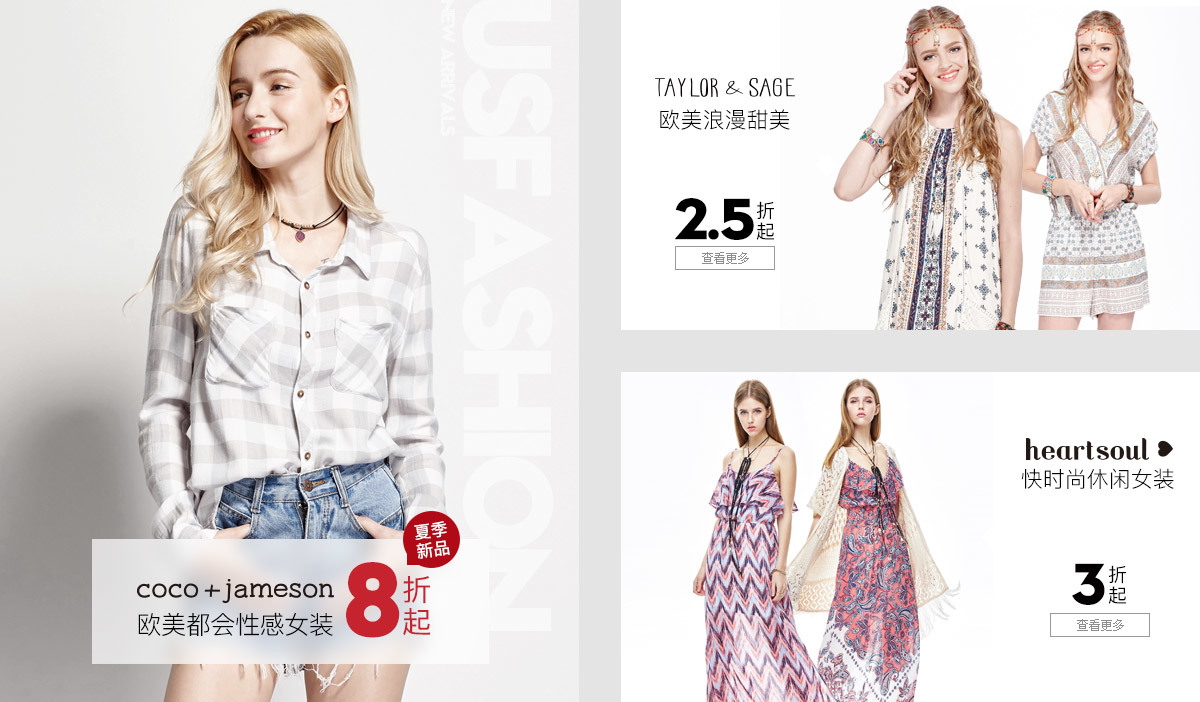 USFASHION
NEW ARRIVALS
夏季
新品
coco+jameson
欧美都会性感女装
8折起
TAYLOR & SAGE
欧美浪漫甜美
2.5折起
查看更多
heartsoul
快时尚休闲女装
3折起
查看更多